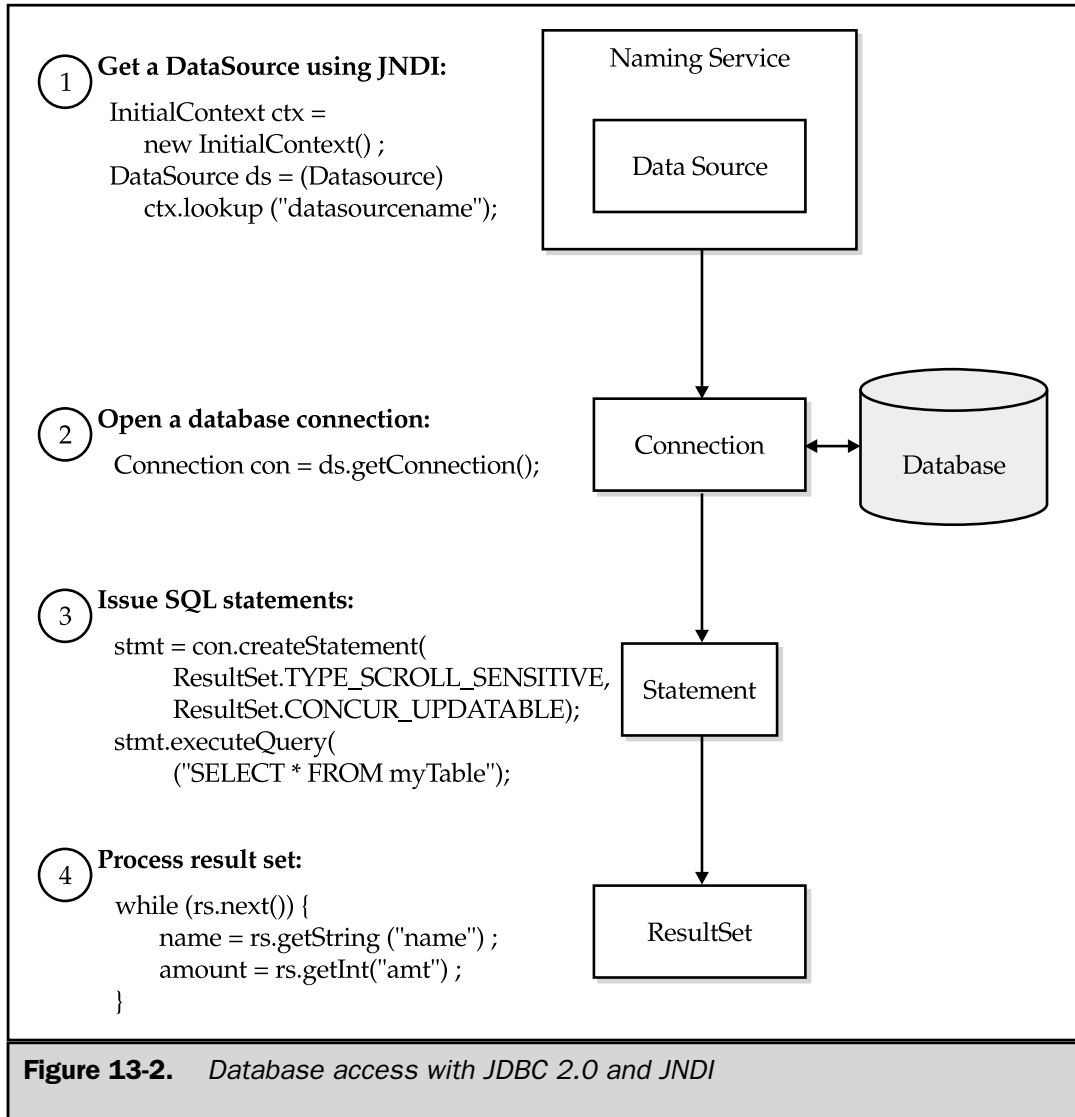 1
Get a DataSource using JNDI:
InitialContext ctx =
new InitialContext() ;
DataSource ds = (Datasource)
ctx.lookup ("datasourcename");
Naming Service
Data Source
2
Open a database connection:
Connection con = ds.getConnection();
Connection
Database
3
Issue SQL statements:
stmt = con.createStatement(
ResultSet.TYPE_SCROLL_SENSITIVE,
ResultSet.CONCUR_UPDATABLE);
stmt.executeQuery(
("SELECT * FROM myTable");
Statement
4
Process result set:
while (rs.next()) {
name = rs.getString ("name") ;
amount = rs.getInt("amt") ;
}
ResultSet
Figure 13-2. Database access with JDBC 2.0 and JNDI